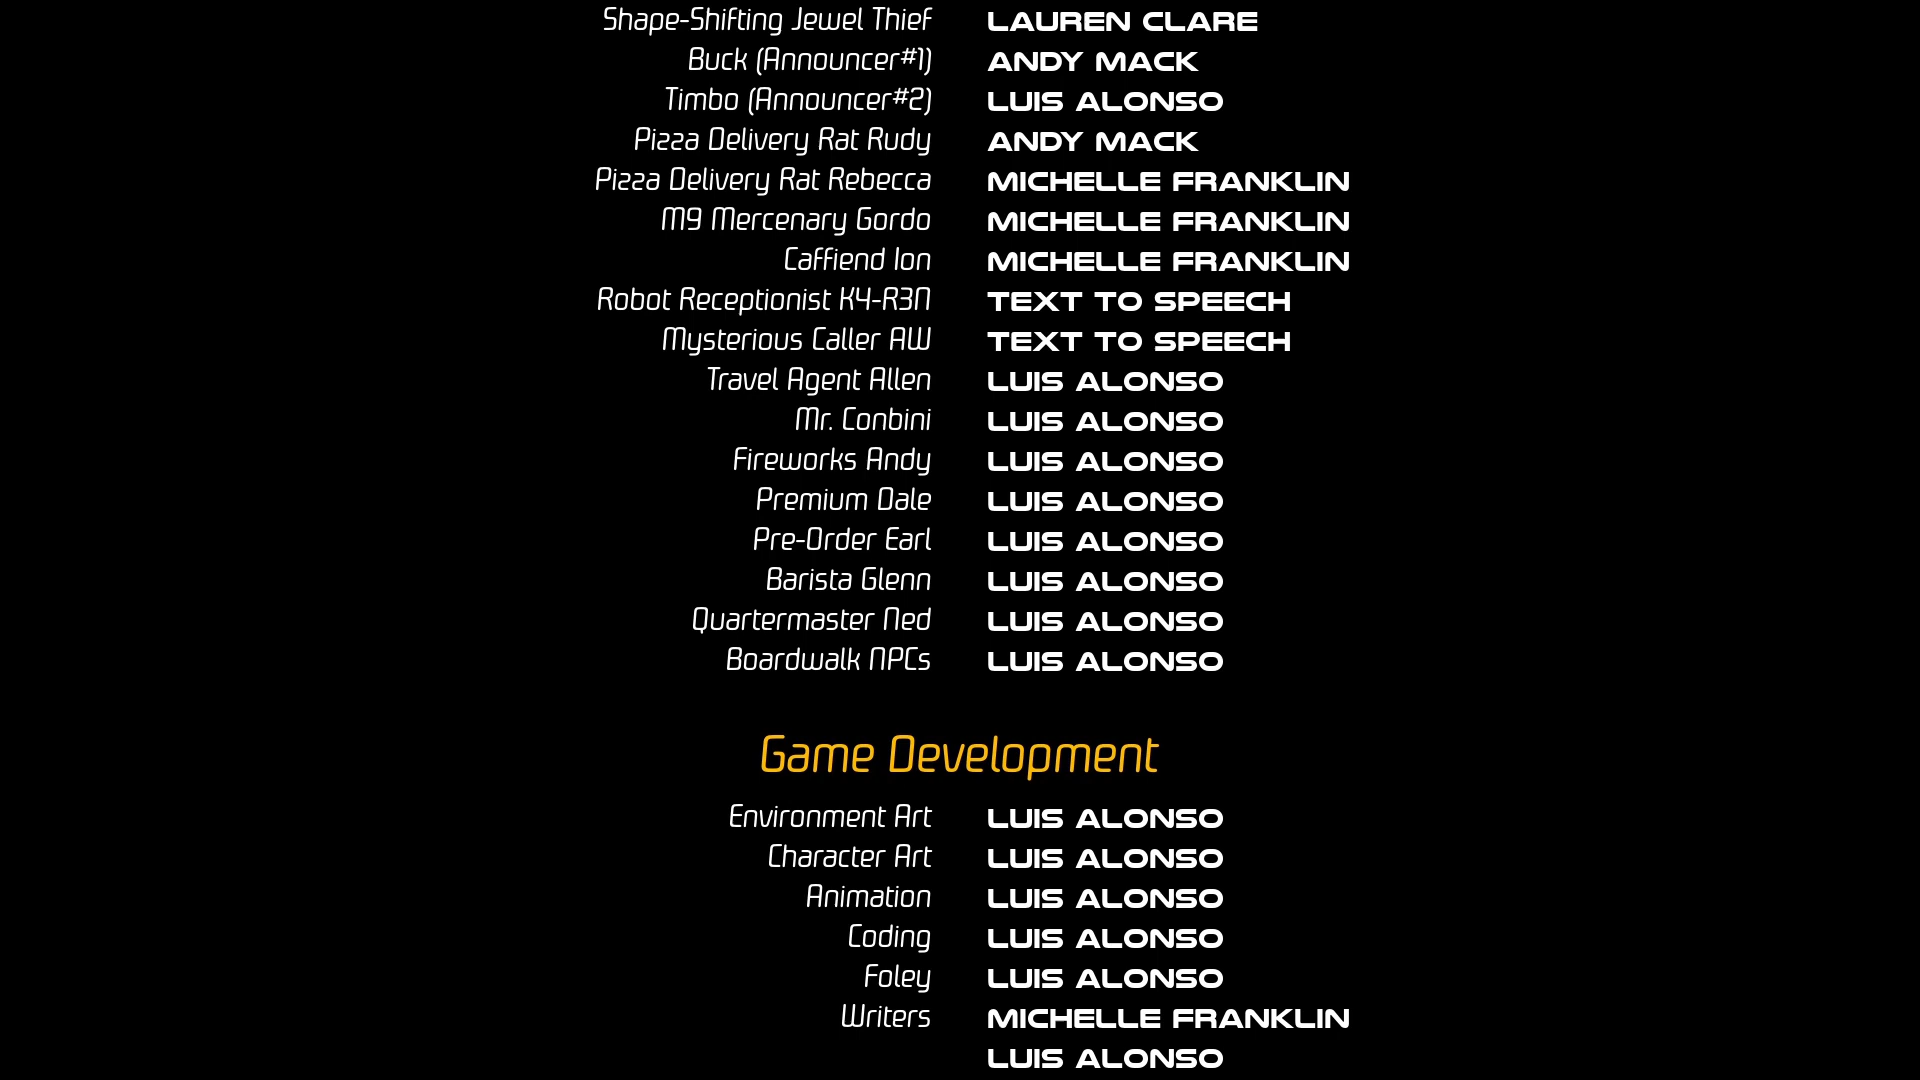 Shape-Shifting Jewel Thief LAUREN CLARE
Buck (Announcer#1) ANDY MACK
Timbo (Announcer#2) LUIS ALONSO
Pizza Delivery Rat Rudy ANDY MACK
Pizza Delivery Rat Rebecca MICHELLE FRANKLIN
M9 Mercenary Gordo MICHELLE FRANKLIN
Caffiend Ion MICHELLE FRANKLIN
Robot Receptionist K4-R3N TEXT TO SPEECH
Mysterious Caller AW TEXT TO SPEECH
Travel Agent Allen LUIS ALONSO
Mr. Conbini LUIS ALONSO
Fireworks Andy LUIS ALONSO
Premium Dale LUIS ALONSO
Pre-Order Earl LUIS ALONSO
Barista Glenn LUIS ALONSO
Quartermaster Ned LUIS ALONSO
Boardwalk NPCs LUIS ALONSO
Game Development
Environment Art LUIS ALONSO
Character Art LUIS ALONSO
Animation LUIS ALONSO
Coding LUIS ALONSO
Foley LUIS ALONSO
Writers MICHELLE FRANKLIN
LUIS ALONSO